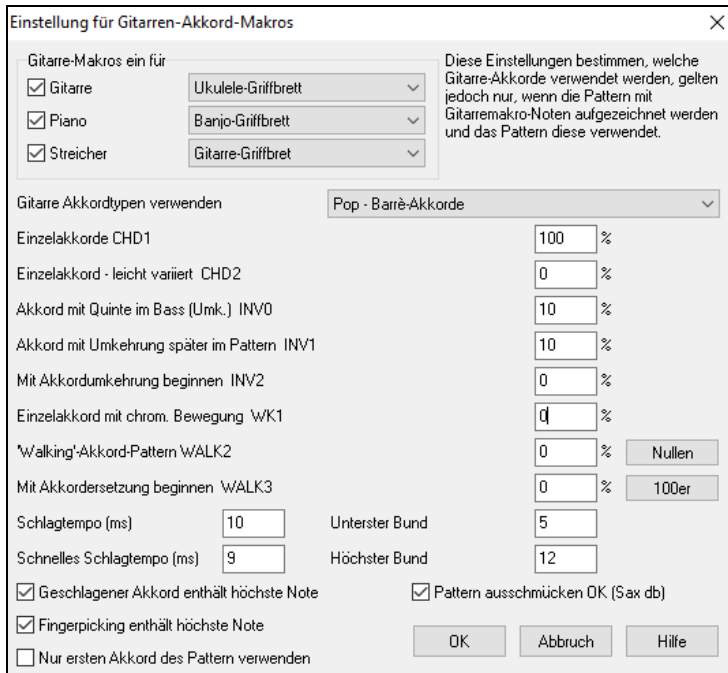 Einstellung für Gitarren-Akkord-Makros
Gitarre-Makros ein für
Gitarre Ukulele-Griffbrett
Piano Banjo-Griffbrett
Streicher Gitarre-Griffbret
Diese Einstellungen bestimmen, welche
Gitarre-Akkorde verwendet werden, gelten
jedoch nur, wenn die Pattern mit
Gitarremakro-Noten aufgezeichnet werden
und das Pattern diese verwendet.
Gitarre Akkordtypen verwenden Pop - Barrè-Akkorde
Einzelakkorde CHD1 100 %
Einzelakkord - leicht variiert CHD2 0 %
Akkord mit Quinte im Bass (Umk.) INV0 10 %
Akkord mit Umkehrung später im Pattern INV1 10 %
Mit Akkordumkehrung beginnen INV2 0 %
Einzelakkord mit chrom. Bewegung WK1 0 %
'Walking'-Akkord-Pattern WALK2 0 % Nullen
Mit Akkordersetzung beginnen WALK3 0 % 100er
Schlagtempo (ms) 10 Unterster Bund 5
Schnelles Schlagtempo (ms) 9 Höchster Bund 12
Geschlagener Akkord enthält höchste Note Pattern ausschmücken OK (Sax db)
Fingerpicking enthält höchste Note
Nur ersten Akkord des Pattern verwenden
OK Abbruch Hilfe